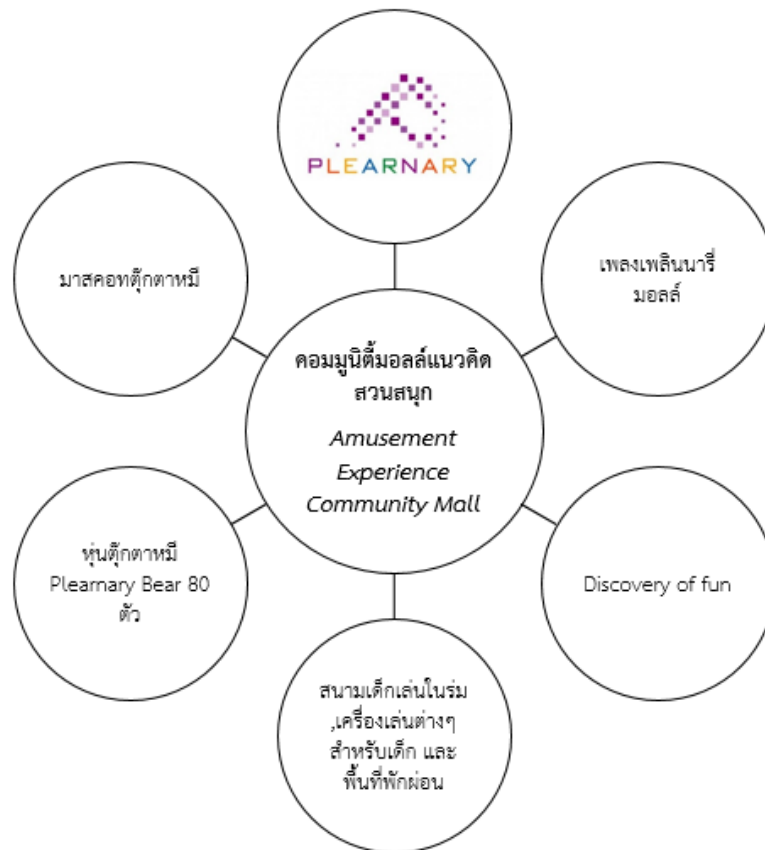 PLEARNARY
มาสคอทตุ๊กตาหมี
เพลงเพลินนารี่
มอลล์
คอมมูนิตี้มอลล์แนวคิด
สวนสนุก
Amusement
Experience
Community Mall
หุ่นตุ๊กตาหมี
Plearnary Bear 80
ตัว
Discovery of fun
สนามเด็กเล่นในร่ม
,เครื่องเล่นต่างๆ
สำหรับเด็ก และ
พื้นที่พักผ่อน